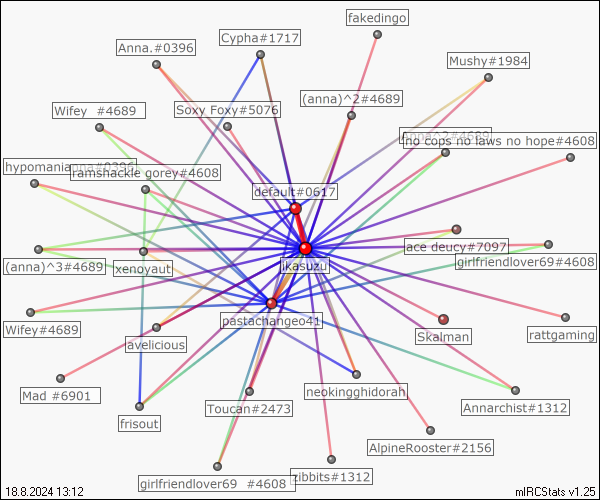 fakedingo
Cypha#1717
Anna.#0396
Mushy#1984
(anna)^2#4689
Wifey #4689
Soxy Foxy#5076
no cops no laws no hope#4608
hypomania
ramshackle gorey#4608
default#0617
ace deucy#7097
ikasuzu
girlfriendlover69#4608
(anna)^3#4689
xenoyaut
pastachangeo41
Wifey#4689
avelicious
Skalman
rattgaming
neokingghidorah
Mad #6901
Toucan#2473
Annarchist#1312
frisout
AlpineRooster#2156
girlfriendlover69 #4608
zibbits#1312
18.8.2024 13:12
mIRCStats v1.25